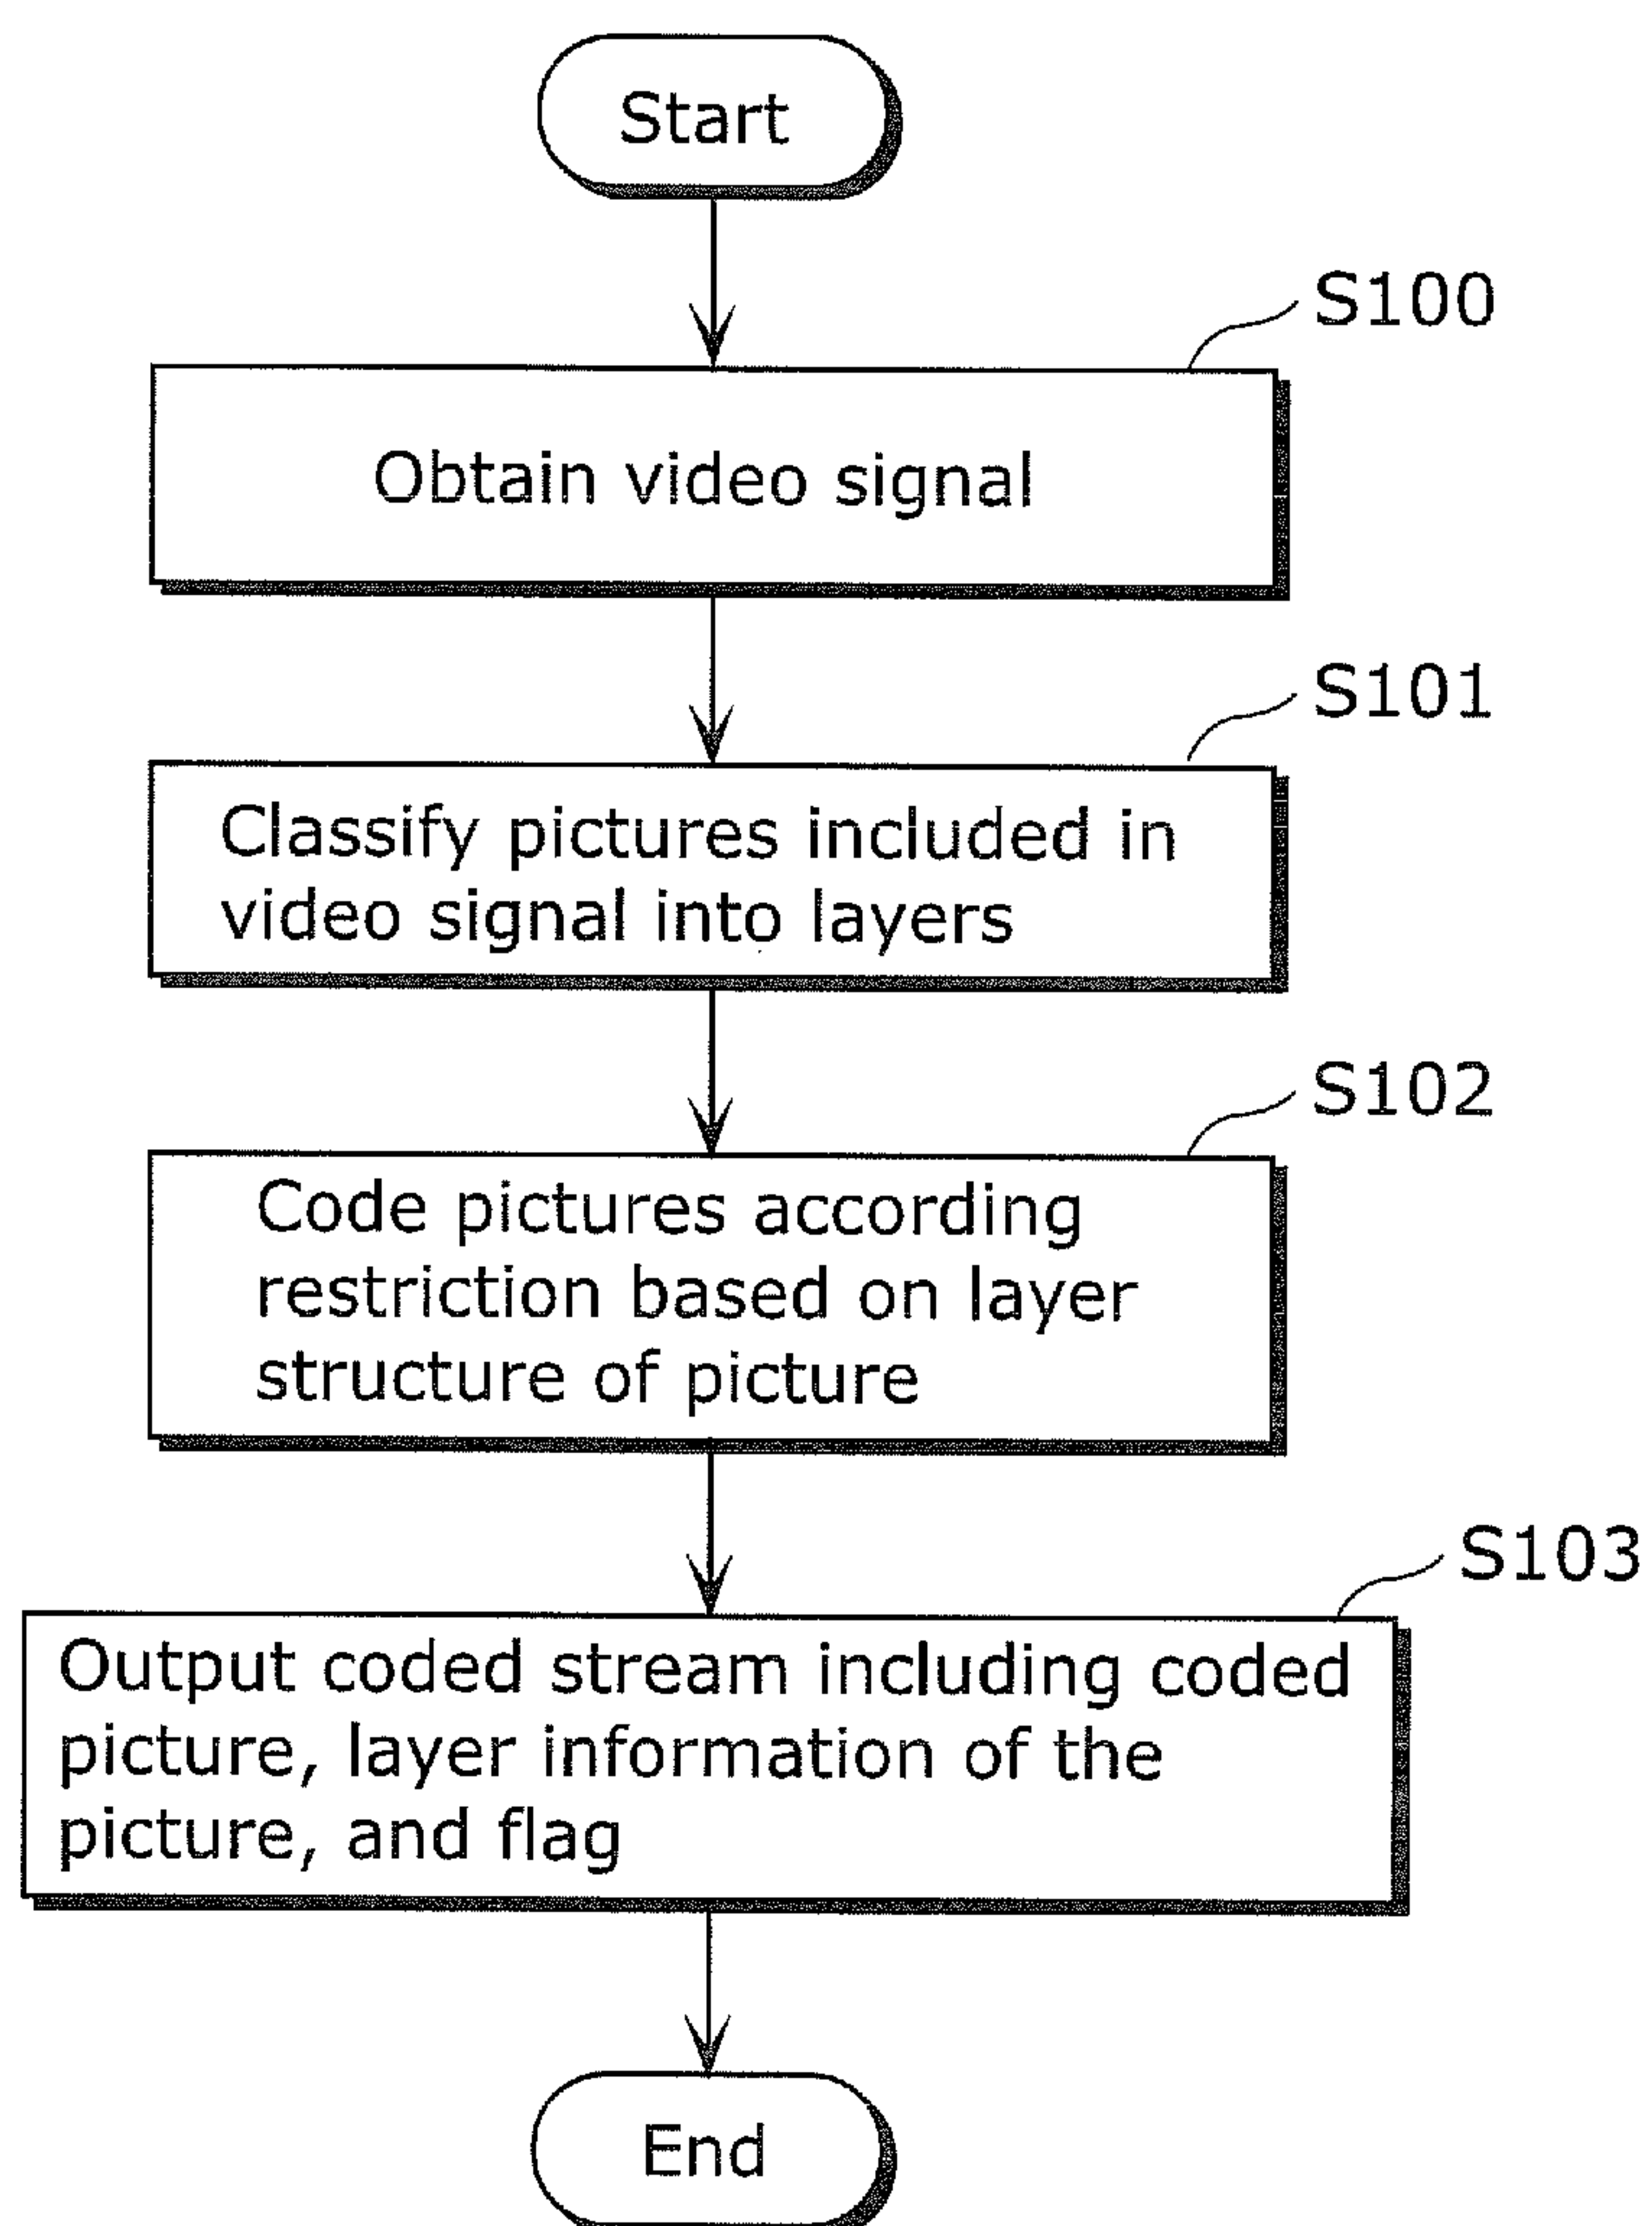 Start
S100
Obtain video signal
S101
Classify pictures included in
video signal into layers
S102
Code pictures according
restriction based on layer
structure of picture
S103
Output coded stream including coded
picture, layer information of the
picture, and flag
End